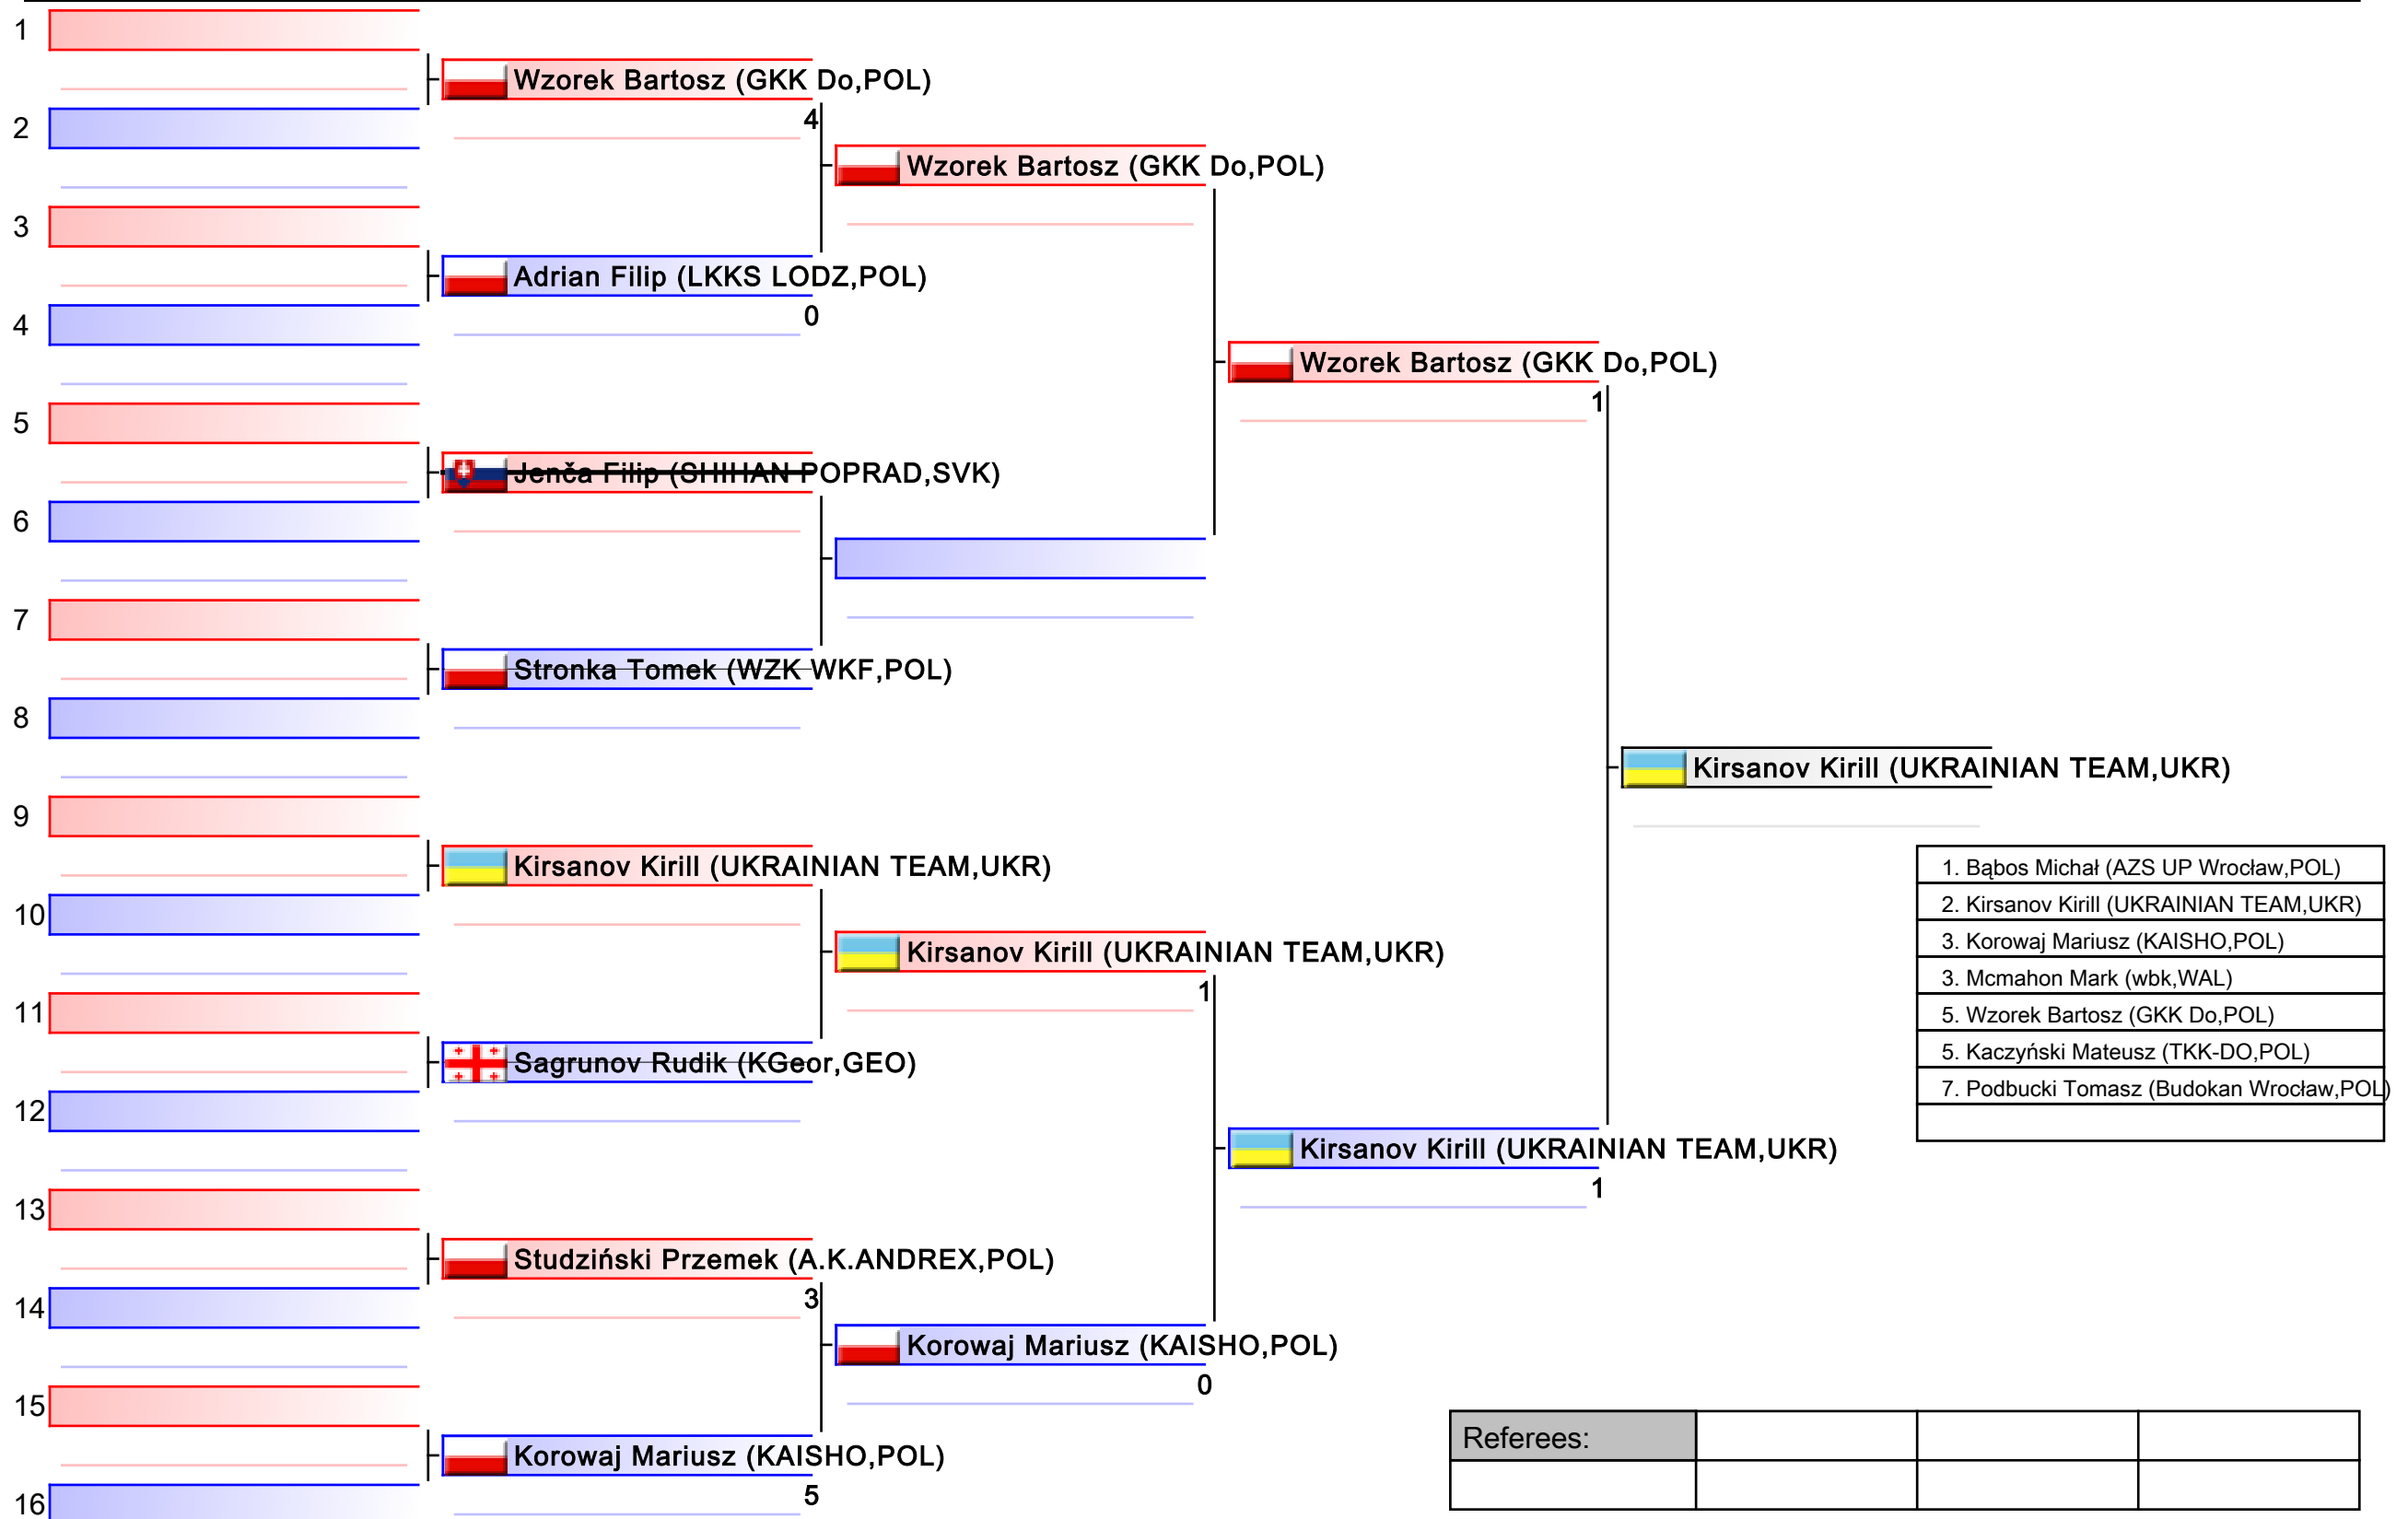 1
Wzorek Bartosz (GKK Do,POL)
4
2
Wzorek Bartosz (GKK Do,POL)
3
Adrian Filip (LKKS LODZ,POL)
0
4
Wzorek Bartosz (GKK Do,POL)
1
5
Jenča Filip (SHIHAN POPRAD,SVK)
6
7
Stronka Tomek (WZK WKF,POL)
8
Kirsanov Kirill (UKRAINIAN TEAM,UKR)
9
Kirsanov Kirill (UKRAINIAN TEAM,UKR)
10
Kirsanov Kirill (UKRAINIAN TEAM,UKR)
1
11
Sagrunov Rudik (KGeor,GEO)
12
Kirsanov Kirill (UKRAINIAN TEAM,UKR)
1
13
Studziński Przemek (A.K.ANDREX,POL)
3
14
Korowaj Mariusz (KAISHO,POL)
0
15
Korowaj Mariusz (KAISHO,POL)
5
16
1. Bąbos Michał (AZS UP Wrocław,POL)
2. Kirsanov Kirill (UKRAINIAN TEAM,UKR)
3. Korowaj Mariusz (KAISHO,POL)
3. Mcmahon Mark (wbk,WAL)
5. Wzorek Bartosz (GKK Do,POL)
5. Kaczyński Mateusz (TKK-DO,POL)
7. Podbucki Tomasz (Budokan Wrocław,POL)
Referees: